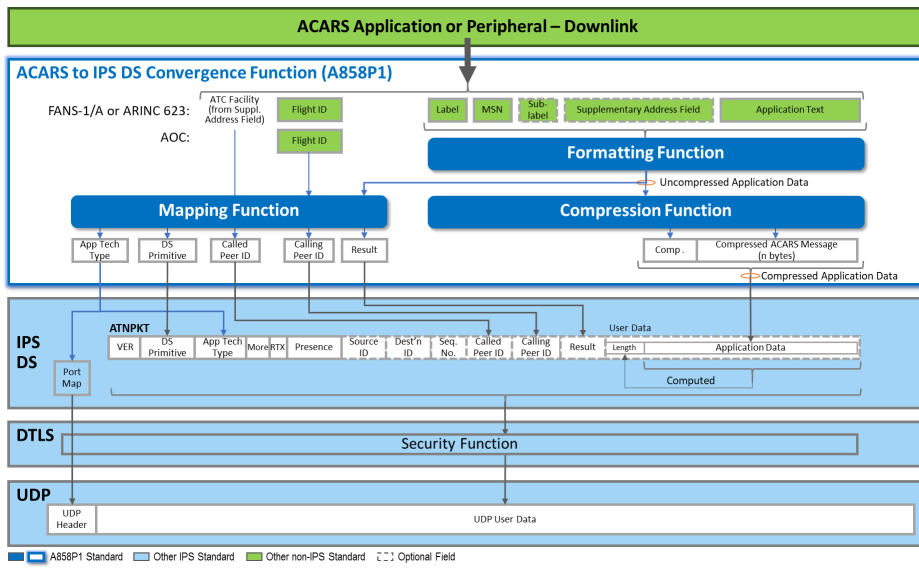 ACARS Application or Peripheral – Downlink
ACARS to IPS DS Convergence Function (A858P1)
FANS-1/A or ARINC 623:
ATC Facility
(from Suppl.
Address Field)
Flight ID
Label
MSN
Sub-
label
Supplementary Address Field
Application Text
AOC:
Flight ID
Formatting Function
Uncompressed Application Data
Mapping Function
Compression Function
App Tech
Type
DS
Primitive
Called
Peer ID
Calling
Peer ID
Result
Comp .
Compressed ACARS Message
(n bytes)
Compressed Application Data
IPS
DS
ATNPKT
User Data
VER
DS
Primitive
App Tech
Type
More
RTX
Presence
Source
ID
Dest'n
ID
Seq.
No.
Called
Peer ID
Calling
Peer ID
Result
Length
Application Data
Port
Map
Computed
DTLS
Security Function
UDP
UDP
Header
UDP User Data
A858P1 Standard
Other IPS Standard
Other non-IPS Standard
Optional Field